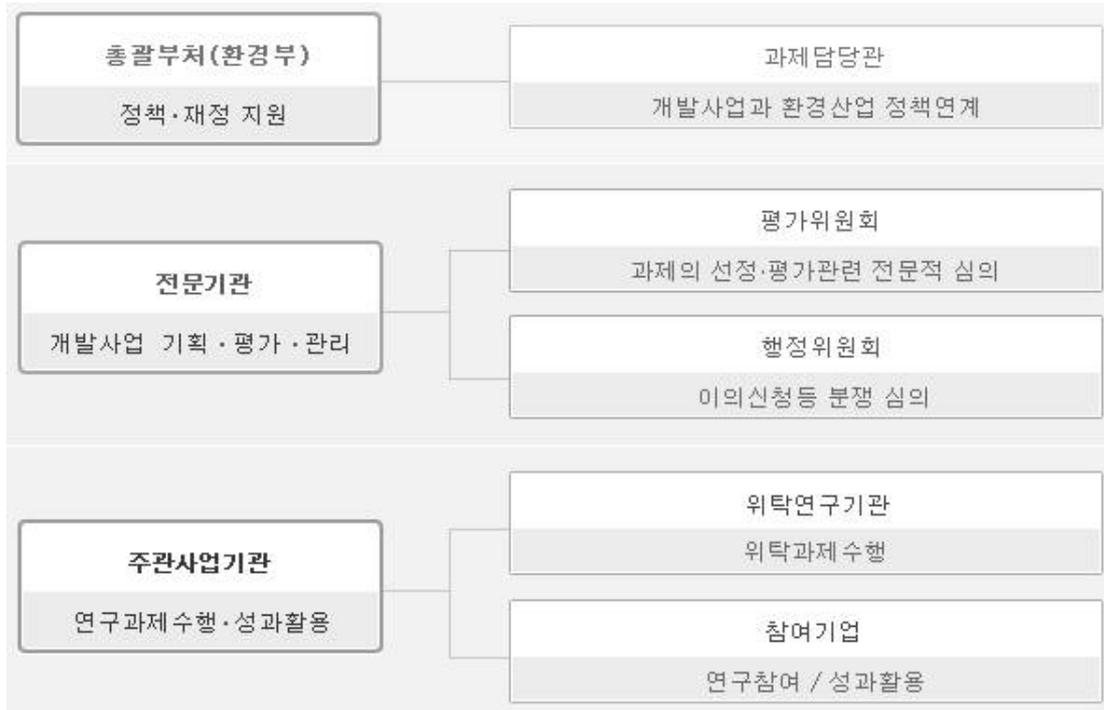 총괄부처(환경부)
정책·재정 지원
과제담당관
개발사업과 환경산업 정책연계
전문기관
개발사업 기획·평가·관리
평가위원회
과제의 선정·평가관련 전문적 심의
행정위원회
이의신청등 분쟁 심의
주관사업기관
연구과제수행·성과활용
위탁연구기관
위탁과제수행
참여기업
연구참여 / 성과활용